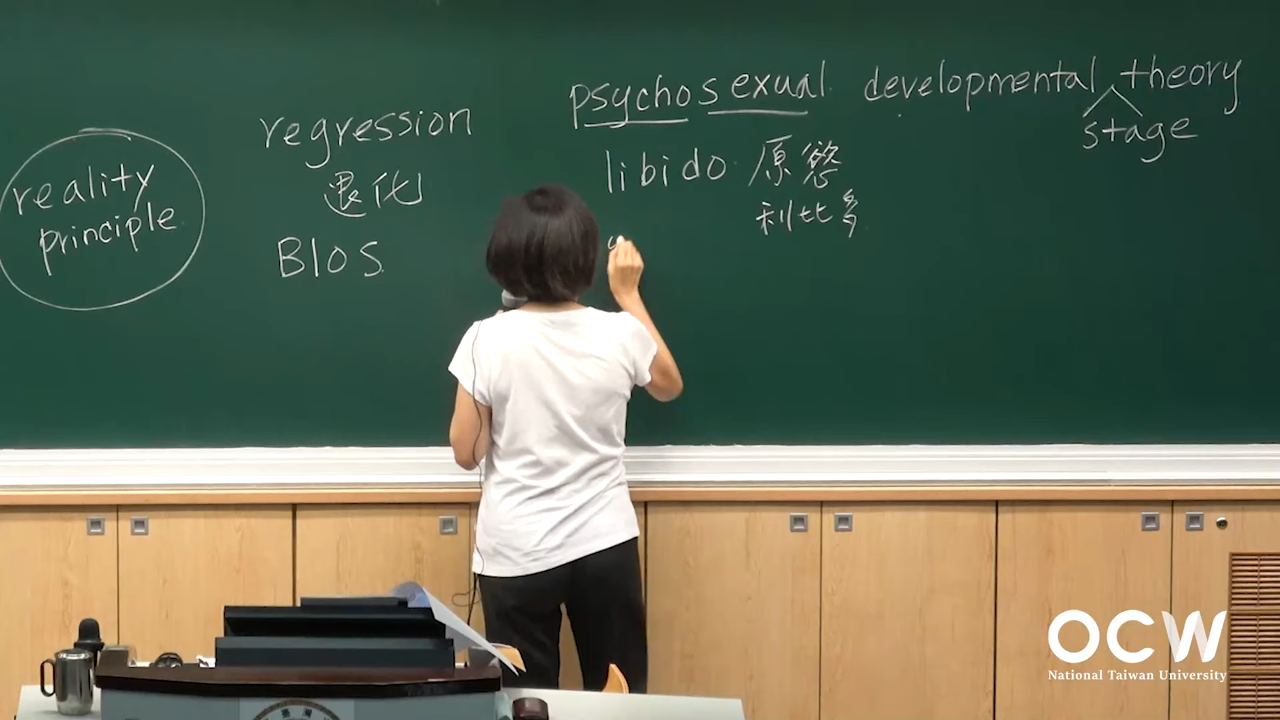 psychosexual developmental theory
stage
libido 原慾
利比多
regression
退化
Blos
reality
principle
OCW
National Taiwan University